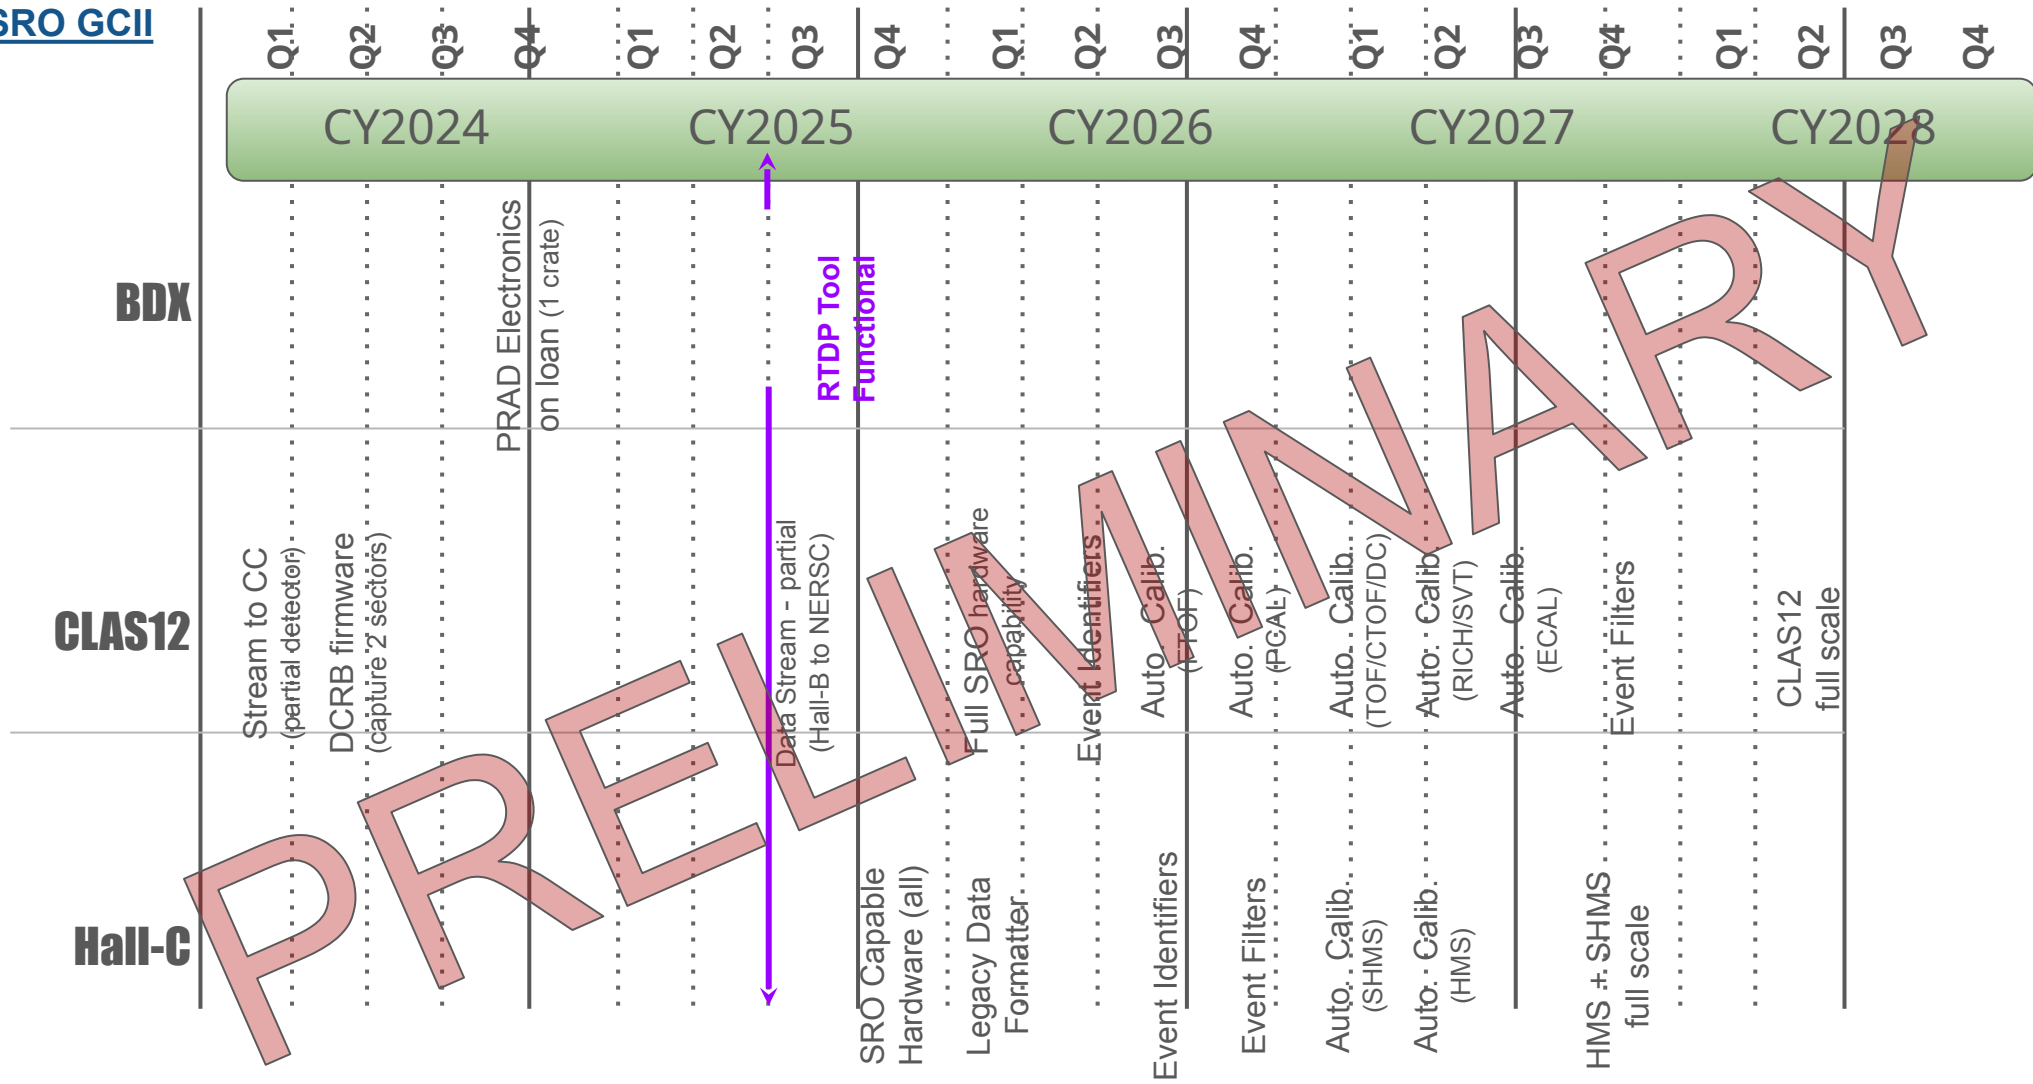 SRO GCII
Q1 Q2 Q3 Q4 Q1 Q2 Q3 Q4 Q1 Q2 Q3 Q4 Q1 Q2 Q3 Q4 Q1 Q2 Q3 Q4
CY2024 CY2025 CY2026 CY2027 CY2028
BDX
PRAD Electronics
on loan (1 crate)
RTDP Tool
Functional
CLAS12
Stream to CC
(partial detector)
DCRB firmware
(capture 2 sectors)
Data Stream - partial
(Hall-B to NERSC)
Full SRO hardware
capability
Event Identifiers
Auto. Calib.
(FTOF)
Auto. Calib.
(PCAL)
Auto. Calib.
(TOF/CTOF/DC)
Auto. Calib.
(RICH/SVT)
Auto. Calib.
(ECAL)
Event Filters
CLAS12
full scale
Hall-C
SRO Capable
Hardware (all)
Legacy Data
Formatter
Event Identifiers
Event Filters
Auto. Calib.
(SHMS)
Auto. Calib.
(HMS)
HMS + SHMS
full scale
PRELIMINARY